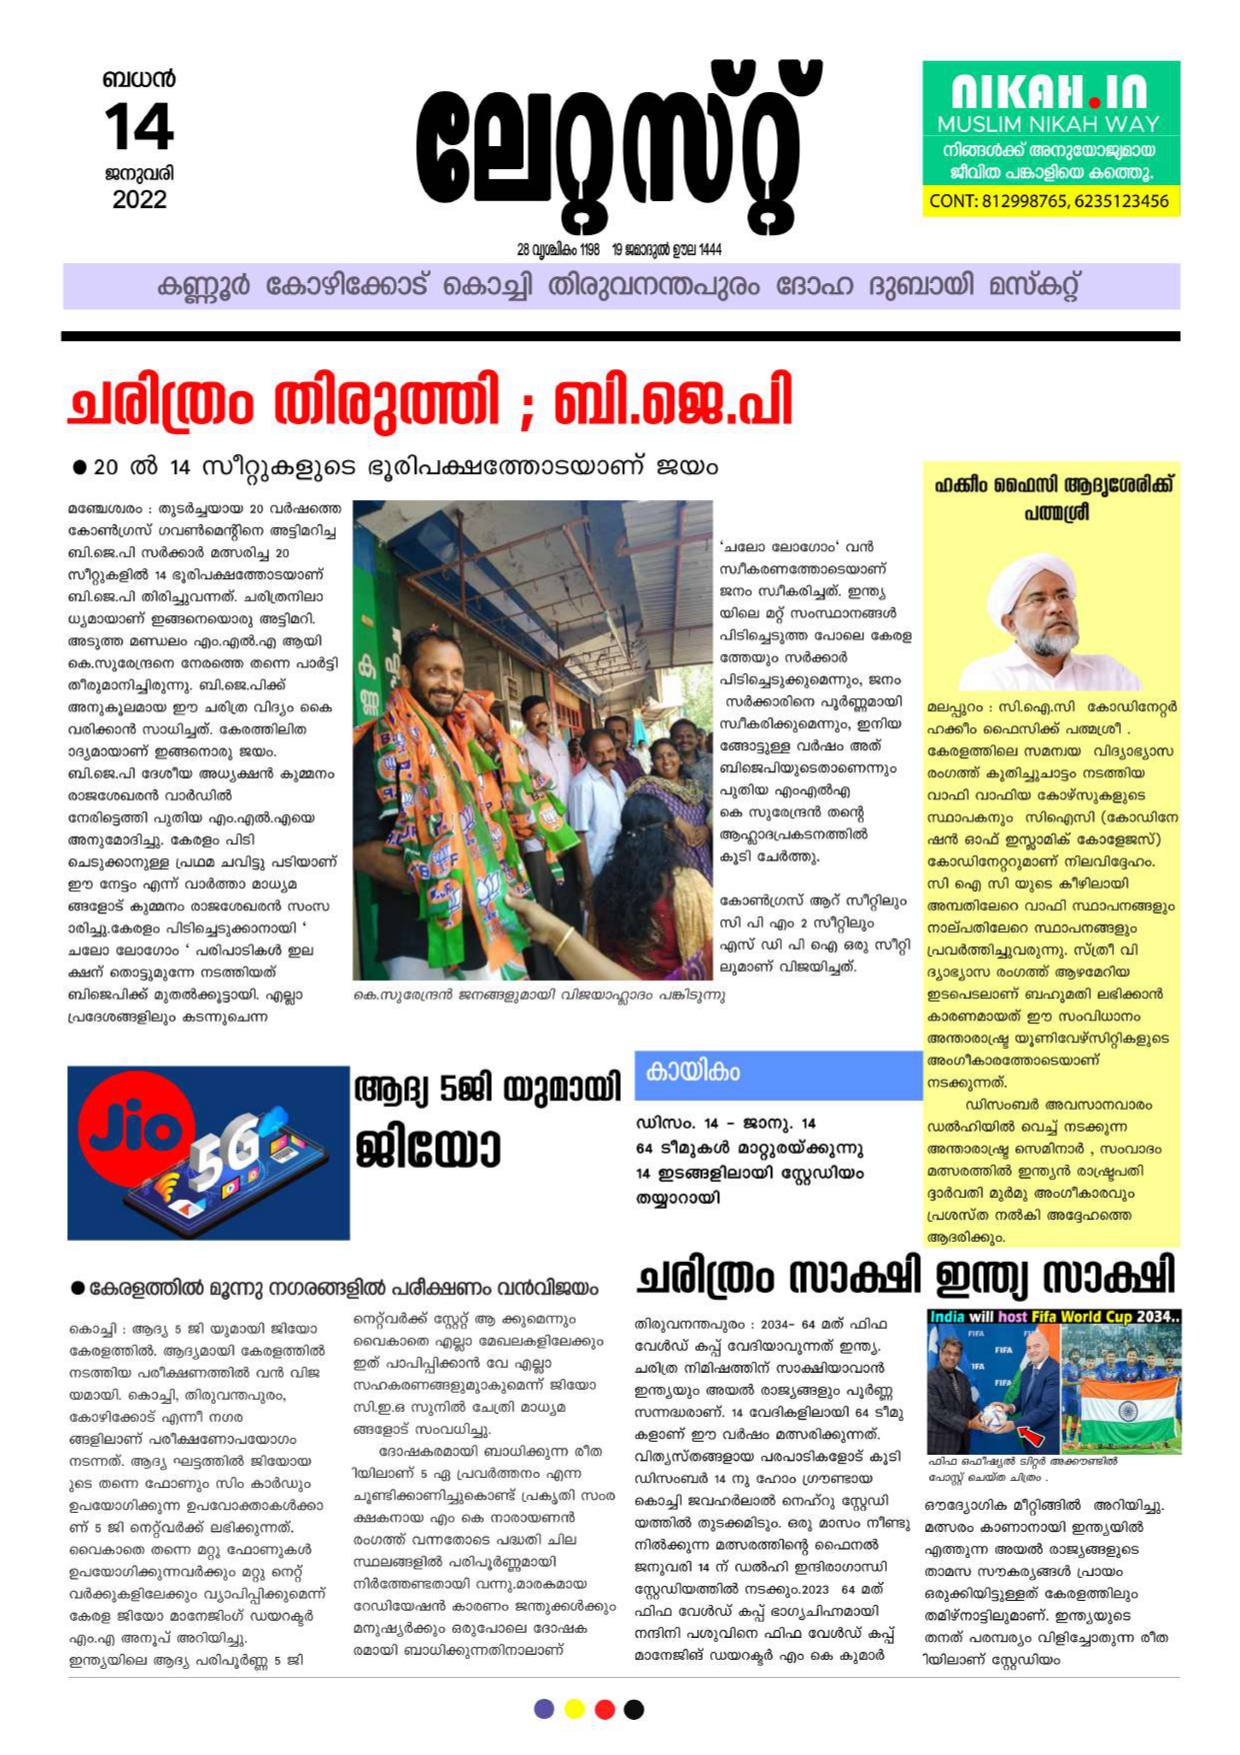 ബധൻ
14
ജനുവരി
2022
ലേറ്റസ്റ്റ്
28 വൃശ്ചികം 1198 19 ജമാദുൽ ഊല 1444
NIKAH.IN
MUSLIM NIKAH WAY
നിങ്ങൾക്ക് അനുയോജ്യമായ
ജീവിത പങ്കാളിയെ കത്തെൂ.
CONT: 812998765, 6235123456
കണ്ണൂർ കോഴിക്കോട് കൊച്ചി തിരുവനന്തപുരം ദോഹ ദുബായി മസ്കറ്റ്
ചരിത്രം തിരുത്തി ; ബി.ജെ.പി
● 20 ൽ 14 സീറ്റുകളുടെ ഭൂരിപക്ഷത്തോടയാണ് ജയം
മഞ്ചേശ്വരം : തുടർച്ചയായ 20 വർഷത്തെ
കോൺഗ്രസ് ഗവൺമെന്റിനെ അട്ടിമറിച്ച
ബി.ജെ.പി സർക്കാർ മത്സരിച്ച 20
സീറ്റുകളിൽ 14 ഭൂരിപക്ഷത്തോടയാണ്
ബി.ജെ.പി തിരിച്ചുവന്നത്. ചരിത്രനിലാ
ധ്യമായാണ് ഇങ്ങനെയൊരു അട്ടിമറി.
അടുത്ത മണ്ഡലം എം.എൽ.എ ആയി
കെ.സുരേന്ദ്രനെ നേരത്തെ തന്നെ പാർട്ടി
തീരുമാനിച്ചിരുന്നു. ബി.ജെ.പിക്ക്
അനുകൂലമായ ഈ ചരിത്ര വിദ്യം കൈ
വരിക്കാൻ സാധിച്ചത്. കേരത്തിലിത
ാദ്യമായാണ് ഇങ്ങനൊരു ജയം.
ബി.ജെ.പി ദേശീയ അധ്യക്ഷൻ കുമ്മനം
രാജശേഖരൻ വാർഡിൽ
നേരിട്ടെത്തി പുതിയ എം.എൽ.എയെ
അനുമോദിച്ചു. കേരളം പിടി
ചെടുക്കാനുള്ള പ്രഥമ ചവിട്ടു പടിയാണ്
ഈ നേട്ടം എന്ന് വാർത്താ മാധ്യമ
ങ്ങളോട് കുമ്മനം രാജശേഖരൻ സംസ
ാരിച്ചു.കേരളം പിടിച്ചെടുക്കാനായി '
ചലോ ലോഗോം ' പരിപാടികൾ ഇല
ക്ഷന് തൊട്ടുമുന്നേ നടത്തിയത്
ബിജെപിക്ക് മുതൽക്കൂട്ടായി. എല്ലാ
പ്രദേശങ്ങളിലും കടന്നുചെന്ന
കെ.സുരേന്ദ്രൻ ജനങ്ങളുമായി വിജയാഹ്ലാദം പങ്കിടുന്നു
'ചലോ ലോഗോം' വൻ
സ്വീകരണത്തോടെയാണ്
ജനം സ്വീകരിച്ചത്. ഇന്ത്യ
യിലെ മറ്റ് സംസ്ഥാനങ്ങൾ
പിടിച്ചെടുത്ത പോലെ കേരള
ത്തേയും സർക്കാർ
പിടിച്ചെടുക്കുമെന്നും, ജനം
സർക്കാരിനെ പൂർണ്ണമായി
സ്വീകരിക്കുമെന്നും, ഇനിയ
ങ്ങോട്ടുള്ള വർഷം അത്
ബിജെപിയുടെതാണെന്നും
പുതിയ എംഎൽഎ
കെ സുരേന്ദ്രൻ തന്റെ
ആഹ്ലാദപ്രകടനത്തിൽ
കൂടി ചേർത്തു.
കോൺഗ്രസ് ആറ് സീറ്റിലും
സി പി എം 2 സീറ്റിലും
എസ് ഡി പി ഐ ഒരു സീറ്റി
ലുമാണ് വിജയിച്ചത്.
ഹക്കീം ഫൈസി ആദൃശേരിക്ക്
പത്മശ്രീ
മലപ്പുറം : സി.ഐ.സി കോഡിനേറ്റർ
ഹക്കീം ഫൈസിക്ക് പത്മശ്രീ .
കേരളത്തിലെ സമന്വയ വിദ്യാഭ്യാസ
രംഗത്ത് കുതിച്ചുചാട്ടം നടത്തിയ
വാഫി വാഫിയ കോഴ്സുകളുടെ
സ്ഥാപകനും സിഐസി (കോഡിനേ
ഷൻ ഓഫ് ഇസ്ലാമിക് കോളേജസ്)
കോഡിനേറ്ററുമാണ് നിലവിദ്ദേഹം.
സി ഐ സി യുടെ കീഴിലായി
അമ്പതിലേറെ വാഫി സ്ഥാപനങ്ങളും
നാല്പതിലേറെ സ്ഥാപനങ്ങളും
പ്രവർത്തിച്ചുവരുന്നു. സ്ത്രീ വി
ദ്യാഭ്യാസ രംഗത്ത് ആഴമേറിയ
ഇടപെടലാണ് ബഹുമതി ലഭിക്കാൻ
കാരണമായത് ഈ സംവിധാനം
അന്താരാഷ്ട്ര യൂണിവേഴ്സിറ്റികളുടെ
അംഗീകാരത്തോടെയാണ്
നടക്കുന്നത്.
ഡിസംബർ അവസാനവാരം
ഡൽഹിയിൽ വെച്ച് നടക്കുന്ന
അന്താരാഷ്ട്ര സെമിനാർ , സംവാദം
മത്സരത്തിൽ ഇന്ത്യൻ രാഷ്ട്രപതി
ദ്ദാർവതി മുർമു അംഗീകാരവും
പ്രശസ്ത നൽകി അദ്ദേഹത്തെ
ആദരിക്കും.
Jio
5G
ആദ്യ 5ജി യുമായി
ജിയോ
● കേരളത്തിൽ മൂന്നു നഗരങ്ങളിൽ പരീക്ഷണം വൻവിജയം
കൊച്ചി : ആദ്യ 5 ജി യുമായി ജിയോ
കേരളത്തിൽ. ആദ്യമായി കേരളത്തിൽ
നടത്തിയ പരീക്ഷണത്തിൽ വൻ വിജ
യമായി. കൊച്ചി, തിരുവന്തപുരം,
കോഴിക്കോട് എന്നീ നഗര
ങ്ങളിലാണ് പരീക്ഷണോപയോഗം
നടന്നത്. ആദ്യ ഘട്ടത്തിൽ ജിയോയ
ുടെ തന്നെ ഫോണും സിം കാർഡും
ഉപയോഗിക്കുന്ന ഉപവോക്താകൾക്കാ
ണ് 5 ജി നെറ്റ്‌വർക്ക് ലഭിക്കുന്നത്.
വൈകാതെ തന്നെ മറ്റു ഫോണുകൾ
ഉപയോഗിക്കുന്നവർക്കും മറ്റു നെറ്റ്
വർക്കുകളിലേക്കും വ്യാപിപ്പിക്കുമെന്ന്
കേരള ജിയോ മാനേജിംഗ് ഡയറക്ടർ
എം.എ അനൂപ് അറിയിച്ചു.
ഇന്ത്യയിലെ ആദ്യ പരിപൂർണ്ണ 5 ജി
നെറ്റ്‌വർക്ക് സ്റ്റേറ്റ് ആ ക്കുമെന്നും
വൈകാതെ എല്ലാ മേഖലകളിലേക്കും
ഇത് പാപിപ്പിക്കാൻ വേ എല്ലാ
സഹകരണങ്ങളുമുാകുമെന്ന് ജിയോ
സി.ഇ.ഒ സുനിൽ ചേത്രി മാധ്യമ
ങ്ങളോട് സംവധിച്ചു.
ദോഷകരമായി ബാധിക്കുന്ന രീത
ിയിലാണ് 5 ഏ പ്രവർത്തനം എന്ന
ചൂണ്ടിക്കാണിച്ചുകൊണ്ട് പ്രകൃതി സംര
ക്ഷകനായ എം കെ നാരായണൻ
രംഗത്ത് വന്നതോടെ പദ്ധതി ചില
സ്ഥലങ്ങളിൽ പരിപൂർണ്ണമായി
നിർത്തേണ്ടതായി വന്നു.മാരകമായ
റേഡിയേഷൻ കാരണം ജന്തുക്കൾക്കും
മനുഷ്യർക്കും ഒരുപോലെ ദോഷക
രമായി ബാധിക്കുന്നതിനാലാണ്
കായികം
ഡിസം. 14 - ജാനു. 14
64 ടീമുകൾ മാറ്റുരയ്ക്കുന്നു
14 ഇടങ്ങളിലായി സ്റ്റേഡിയം
തയ്യാറായി
ചരിത്രം സാക്ഷി ഇന്ത്യ സാക്ഷി
തിരുവനന്തപുരം : 2034- 64 മത് ഫിഫ
വേൾഡ് കപ്പ് വേദിയാവുന്നത് ഇന്ത്യ.
ചരിത്ര നിമിഷത്തിന് സാക്ഷിയാവാൻ
ഇന്ത്യയും അയൽ രാജ്യങ്ങളും പൂർണ്ണ
സന്നദ്ധരാണ്. 14 വേദികളിലായി 64 ടീമു
കളാണ് ഈ വർഷം മത്സരിക്കുന്നത്.
വിത്യസ്തങ്ങളായ പരപാടികളോട് കൂടി
ഡിസംബർ 14 നു ഹോം ഗ്രൗണ്ടായ
കൊച്ചി ജവഹർലാൽ നെഹ്റു സ്റ്റേഡി
യത്തിൽ തുടക്കമിടും. ഒരു മാസം നീണ്ടു
നിൽക്കുന്ന മത്സരത്തിന്റെ ഫൈനൽ
ജനുവരി 14 ന് ഡൽഹി ഇന്ദിരാഗാന്ധി
സ്റ്റേഡിയത്തിൽ നടക്കും.2023 64 മത്
ഫിഫ വേൾഡ് കപ്പ് ഭാഗ്യചിഹ്നമായി
നന്ദിനി പശുവിനെ ഫിഫ വേൾഡ് കപ്പ്
മാനേജിങ് ഡയറക്ടർ എം കെ കുമാർ
India will host Fifa World Cup 2034..
FIFA
FIFA
FIFA
ഫിഫ ഒഫീഷ്യൽ ടിറ്റർ അക്കൗണ്ടിൽ
പോസ്റ്റ് ചെയ്ത ചിത്രം .
ഔദ്യോഗിക മീറ്റിങ്ങിൽ അറിയിച്ചു.
മത്സരം കാണാനായി ഇന്ത്യയിൽ
എത്തുന്ന അയൽ രാജ്യങ്ങളുടെ
താമസ സൗകര്യങ്ങൾ പ്രായം
ഒരുക്കിയിട്ടുള്ളത് കേരളത്തിലും
തമിഴ്നാട്ടിലുമാണ്. ഇന്ത്യയുടെ
തനത് പരമ്പര്യം വിളിച്ചോതുന്ന രീത
ിയിലാണ് സ്റ്റേഡിയം